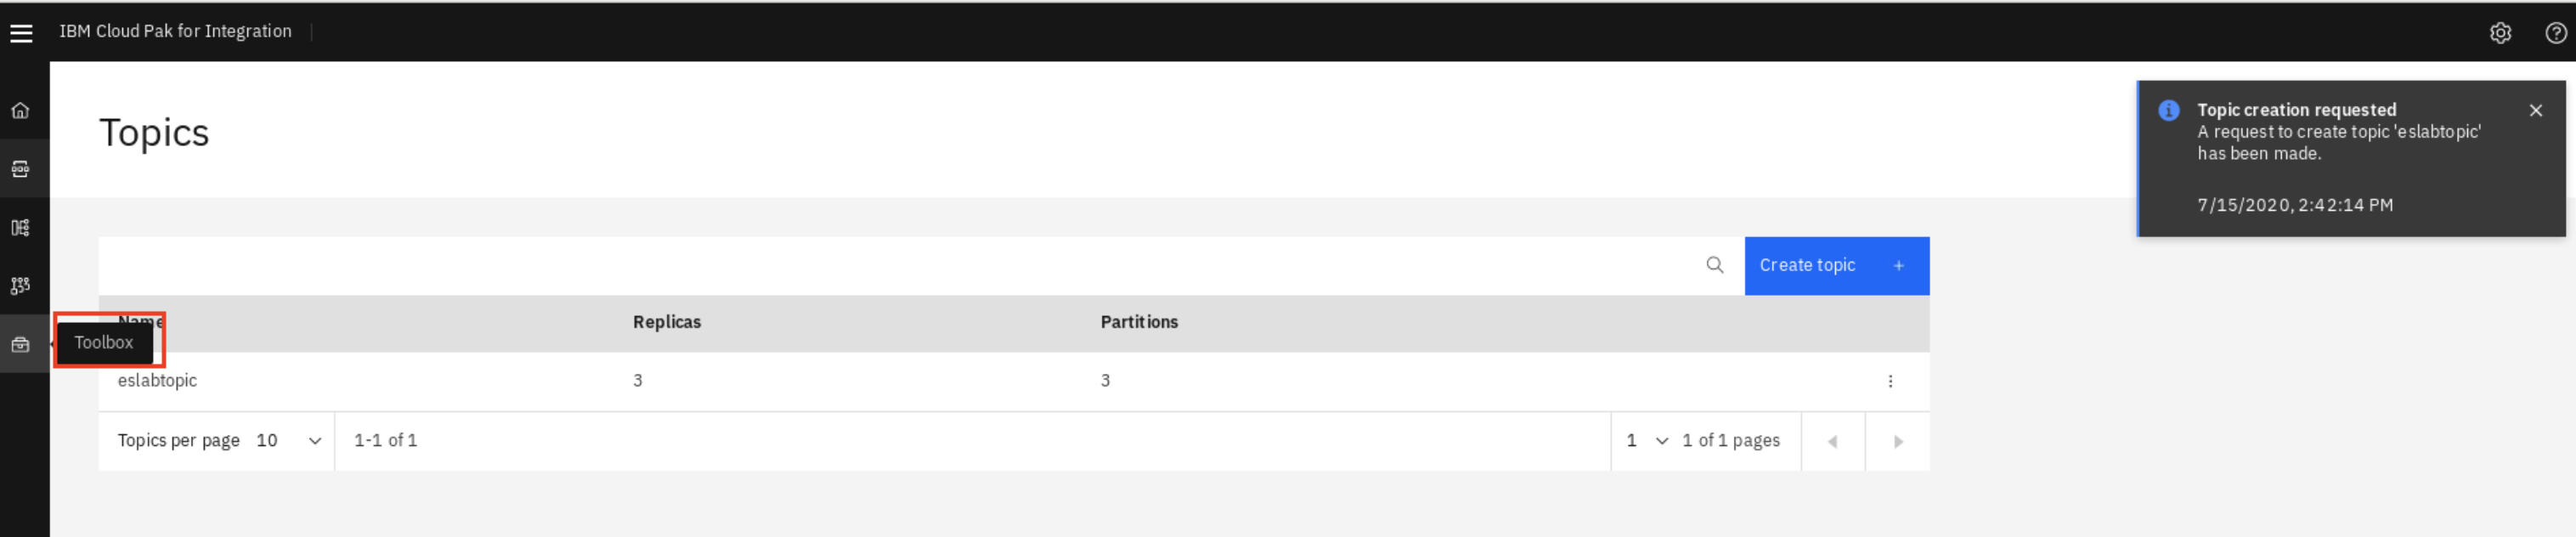 IBM Cloud Pak for Integration
Topics
Topic creation requested
A request to create topic 'eslabtopic'
has been made.
7/15/2020, 2:42:14 PM
Create topic +
Name Replicas Partitions
Toolbox
eslabtopic 3 3
Topics per page 10 1-1 of 1 1 1 of 1 pages